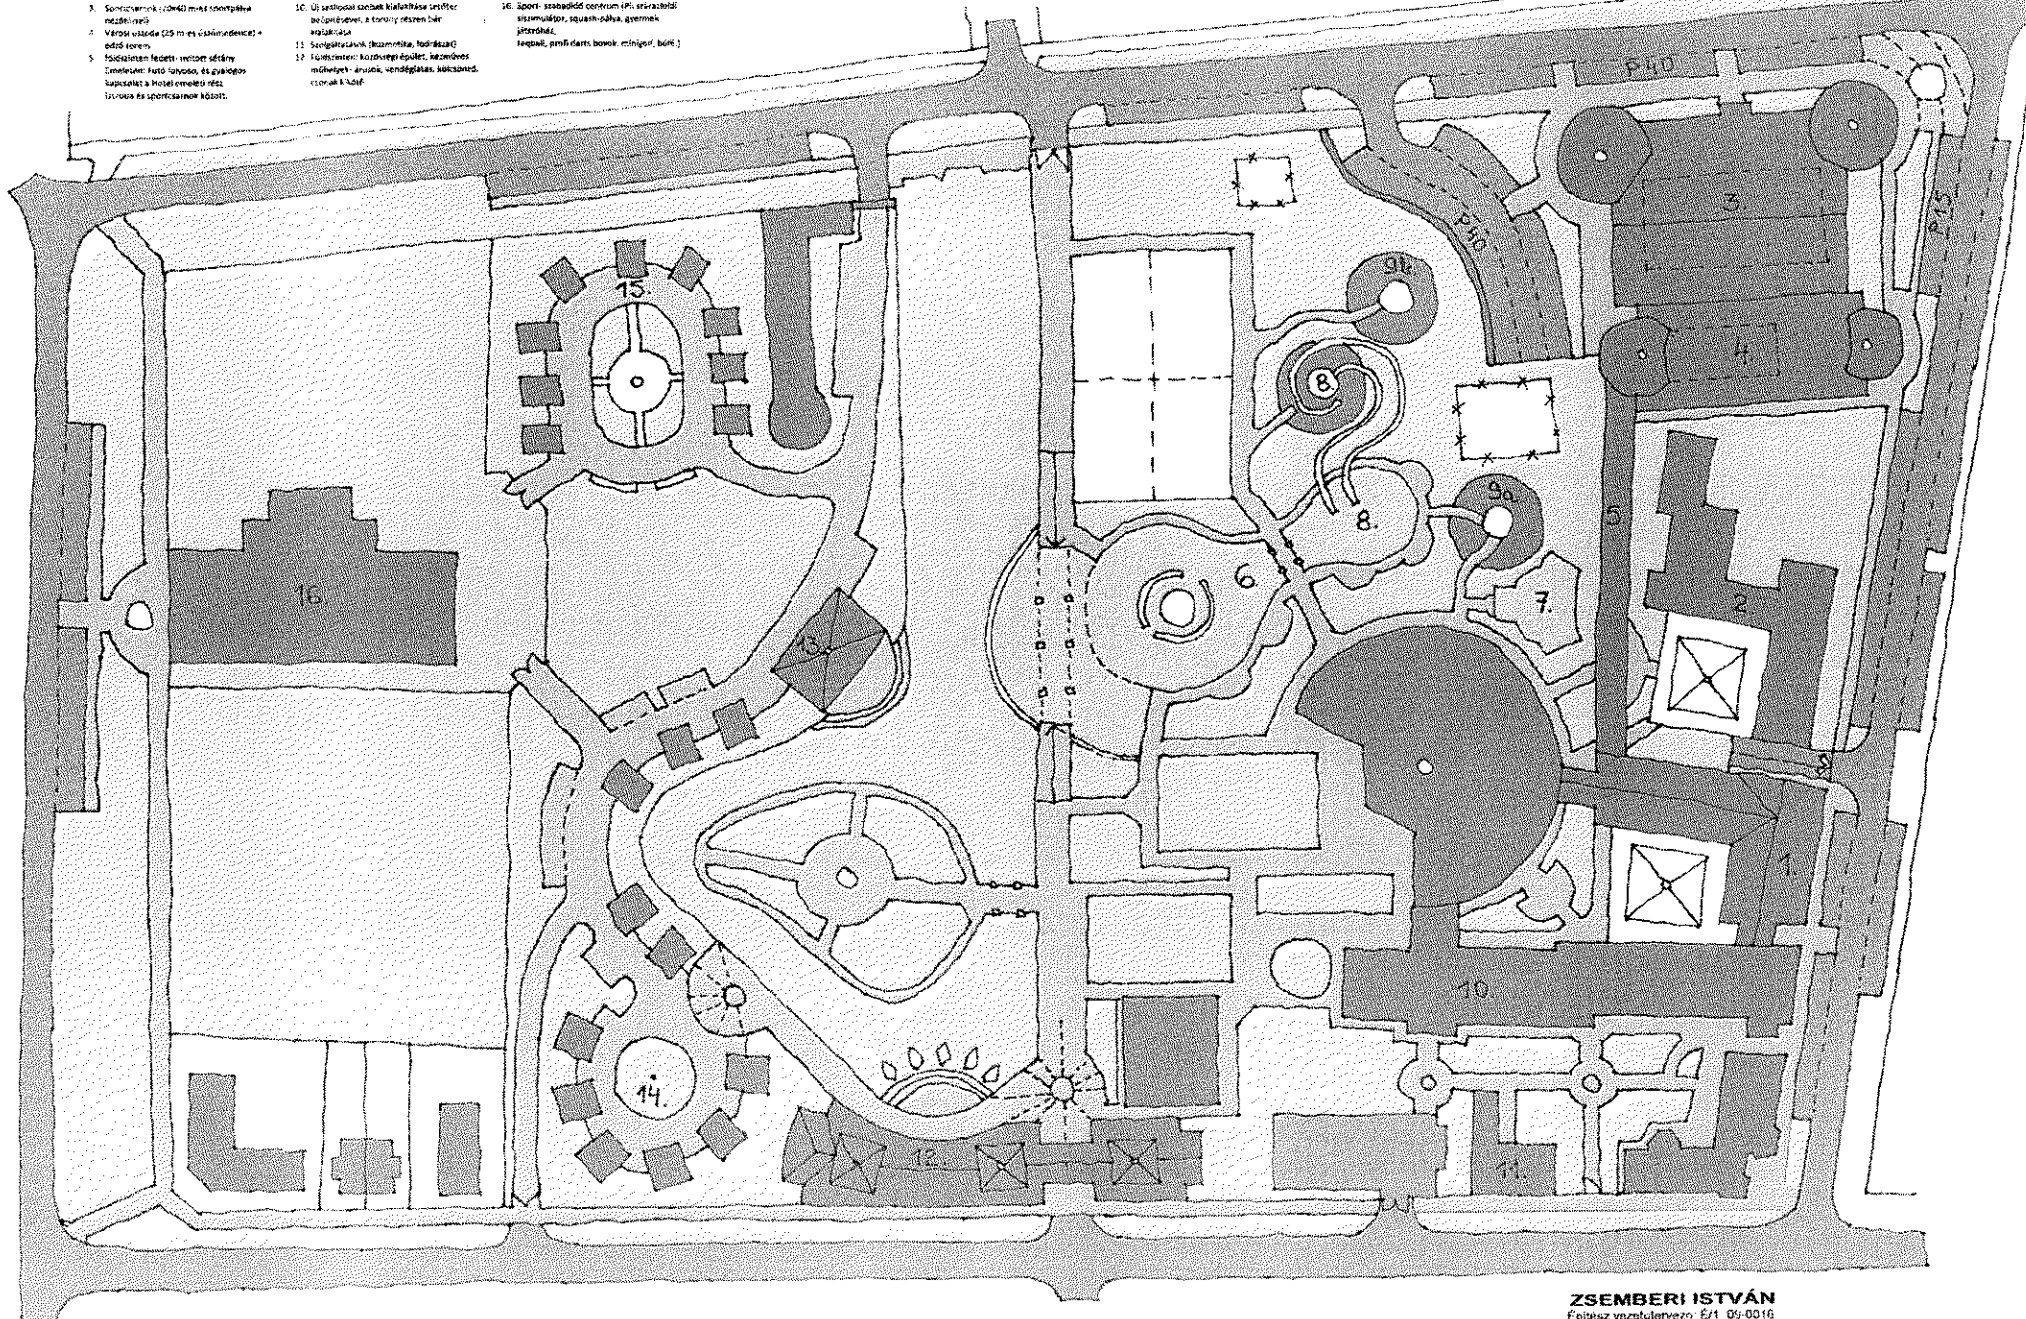 3. Sportcsarnok (20x40) m-es sportpálya
nézőtérrel)
4. Városi uszoda (25 m-es úszómedence) +
edző terem
5. Földszinten fedett- nyitott sétány
Emeleten: Futó folyosó, és gyalogos
kapcsolat a Hotel emeleti rész
Uszoda és sportcsarnok között.
10. Új szállodai szobák kialakítása tetőtér
beépítésével, a torony részen bár
kialakítása
11. Szolgáltatások (kozmetika, fodrászat)
12. Földszinten: közösségi épület, kézműves
műhelyek- árusok, vendéglátás, kölcsönző,
csónak kikötő
16. Sport- szabadidő centrum (Pl. szárazföldi
síszimulátor, squash-pálya, gyermek
játszóház,
teqball, profi darts boxok, minigolf, büfé.)
P40
P40
P15
3.
4.
9b.
15.
8.
8.
9a
5
16
6
7.
2
13.
1.
10.
14.
12.
11.
ZSEMBERI ISTVÁN
Építész vezetőtervező: É/1 09-0016